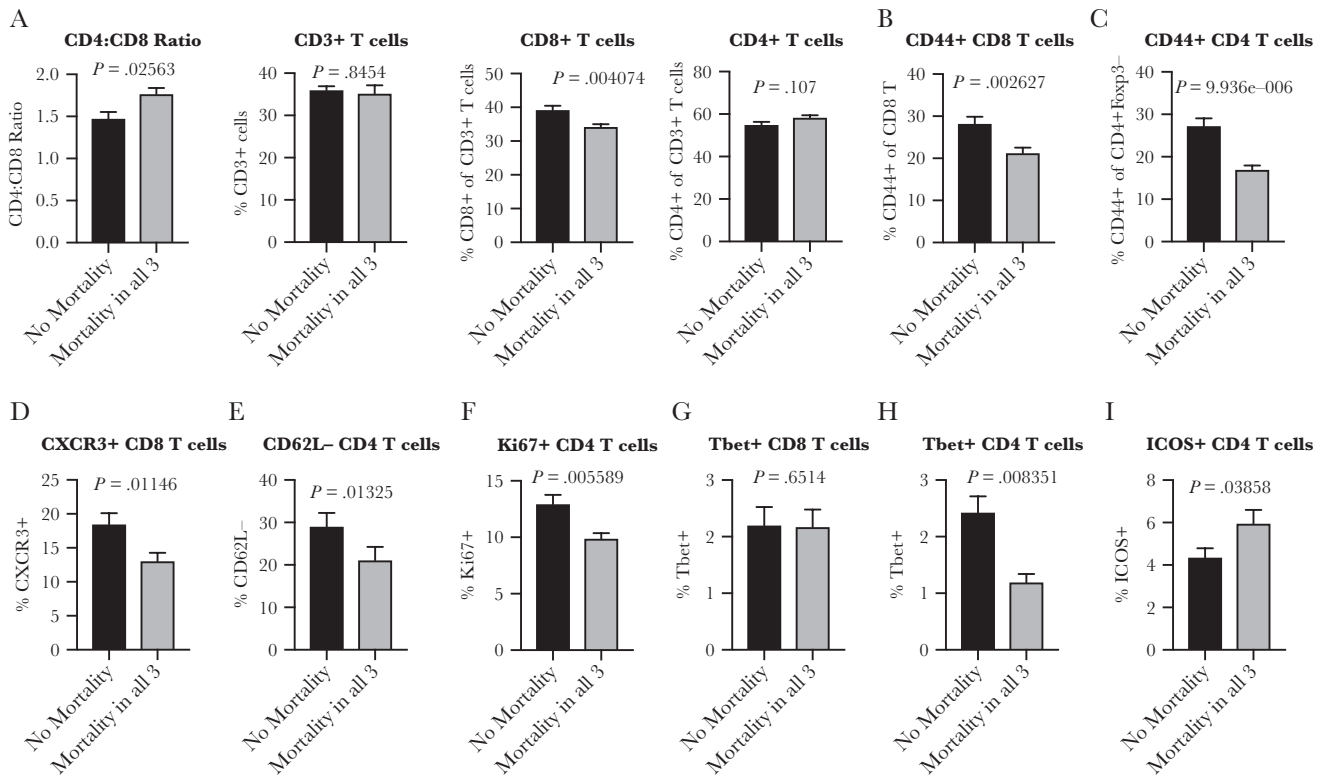 A
B
C
CD4:CD8 Ratio
CD3+ T cells
CD8+ T cells
CD4+ T cells
CD44+ CD8 T cells
CD44+ CD4 T cells
CD4:CD8 Ratio
2.0
1.5
1.0
0.5
0.0
P = .02563
No Mortality
Mortality in all 3
% CD3+ cells
40
30
20
10
0
P = .8454
No Mortality
Mortality in all 3
% CD8+ of CD3+ T cells
50
40
30
20
10
0
P = .004074
No Mortality
Mortality in all 3
% CD4+ of CD3+ T cells
80
60
40
20
0
P = .107
No Mortality
Mortality in all 3
% CD44+ of CD8 T
40
30
20
10
0
P = .002627
No Mortality
Mortality in all 3
% CD44+ of CD4+Foxp3–
40
30
20
10
0
P = 9.936e–006
No Mortality
Mortality in all 3
D
E
F
G
H
I
CXCR3+ CD8 T cells
CD62L– CD4 T cells
Ki67+ CD4 T cells
Tbet+ CD8 T cells
Tbet+ CD4 T cells
ICOS+ CD4 T cells
% CXCR3+
25
20
15
10
5
0
P = .01146
No Mortality
Mortality in all 3
% CD62L–
40
30
20
10
0
P = .01325
No Mortality
Mortality in all 3
% Ki67+
15
10
5
0
P = .005589
No Mortality
Mortality in all 3
% Tbet+
3
2
1
0
P = .6514
No Mortality
Mortality in all 3
% Tbet+
3
2
1
0
P = .008351
No Mortality
Mortality in all 3
% ICOS+
8
6
4
2
0
P = .03858
No Mortality
Mortality in all 3